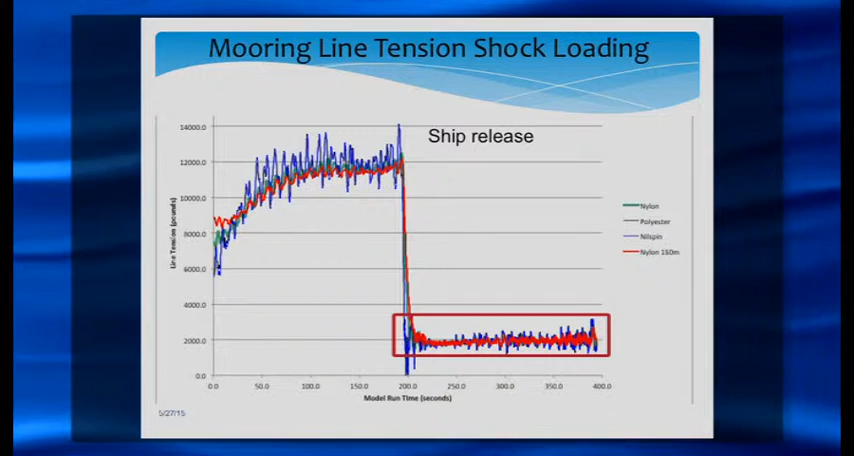 Mooring Line Tension Shock Loading
Ship release
14000.0
12000.0
10000.0
8000.0
6000.0
4000.0
2000.0
0.0
Line Tension (pounds)
0.0 50.0 100.0 150.0 200.0 250.0 300.0 350.0 400.0
Model Run Time (seconds)
Nylon
Polyester
Nilspin
Nylon 150m
5/27/15